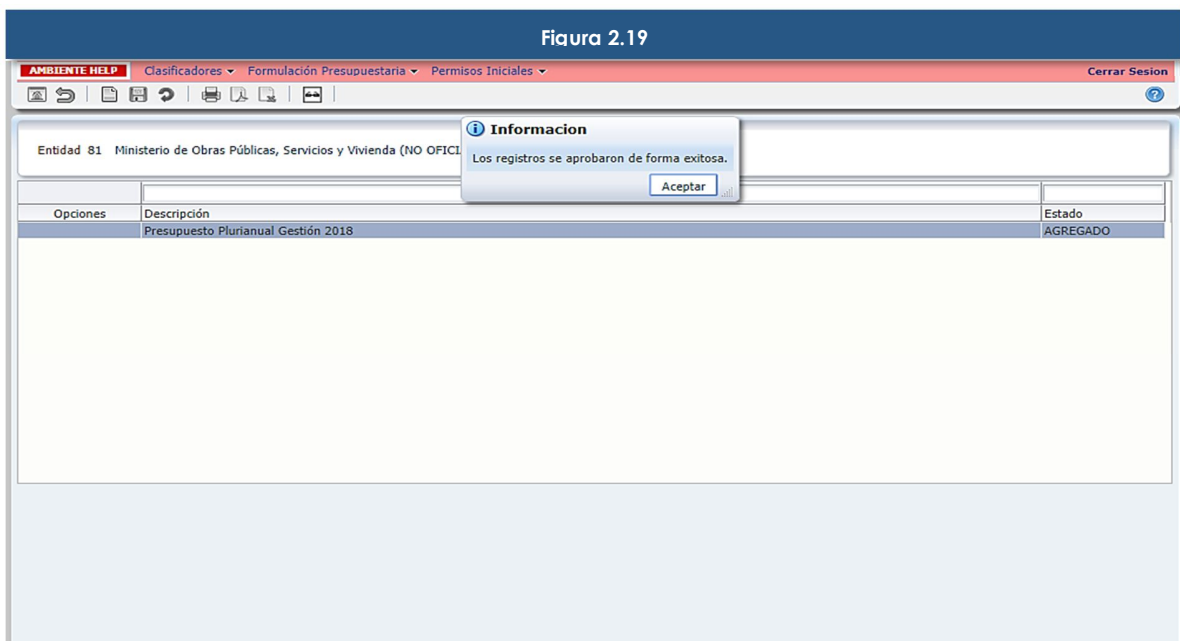 Figura 2.19
AMBIENTE HELP Clasificadores Formulación Presupuestaria Permisos Iniciales Cerrar Sesion
Informacion
Entidad 81 Ministerio de Obras Públicas, Servicios y Vivienda (NO OFICI
Los registros se aprobaron de forma exitosa.
Aceptar
Opciones Descripción Estado
Presupuesto Plurianual Gestión 2018 AGREGADO